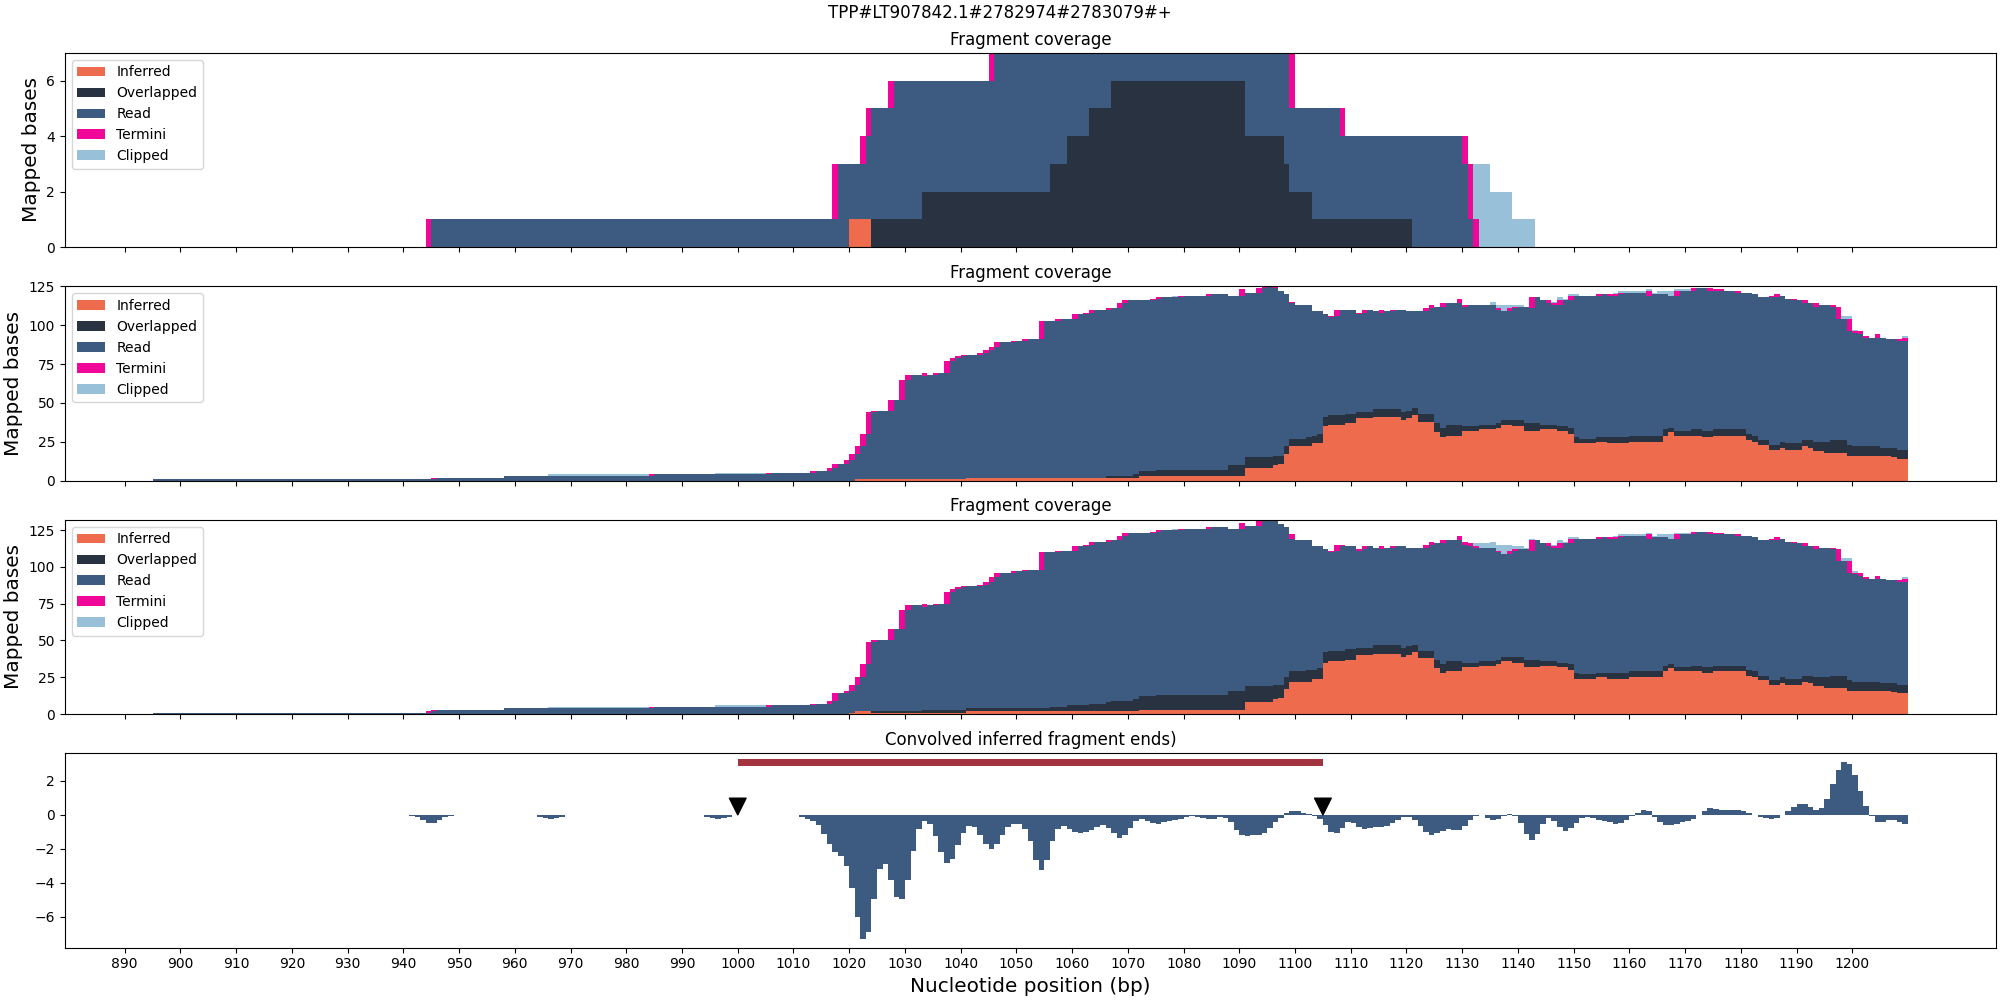 TPP#LT907842.1#2782974#2783079#+
Fragment coverage
Mapped bases
6
4
2
0
Inferred
Overlapped
Read
Termini
Clipped
Fragment coverage
Mapped bases
125
100
75
50
25
0
Inferred
Overlapped
Read
Termini
Clipped
Fragment coverage
Mapped bases
125
100
75
50
25
0
Inferred
Overlapped
Read
Termini
Clipped
Convolved inferred fragment ends)
2
0
−2
−4
−6
890 900 910 920 930 940 950 960 970 980 990 1000 1010 1020 1030 1040 1050 1060 1070 1080 1090 1100 1110 1120 1130 1140 1150 1160 1170 1180 1190 1200
Nucleotide position (bp)